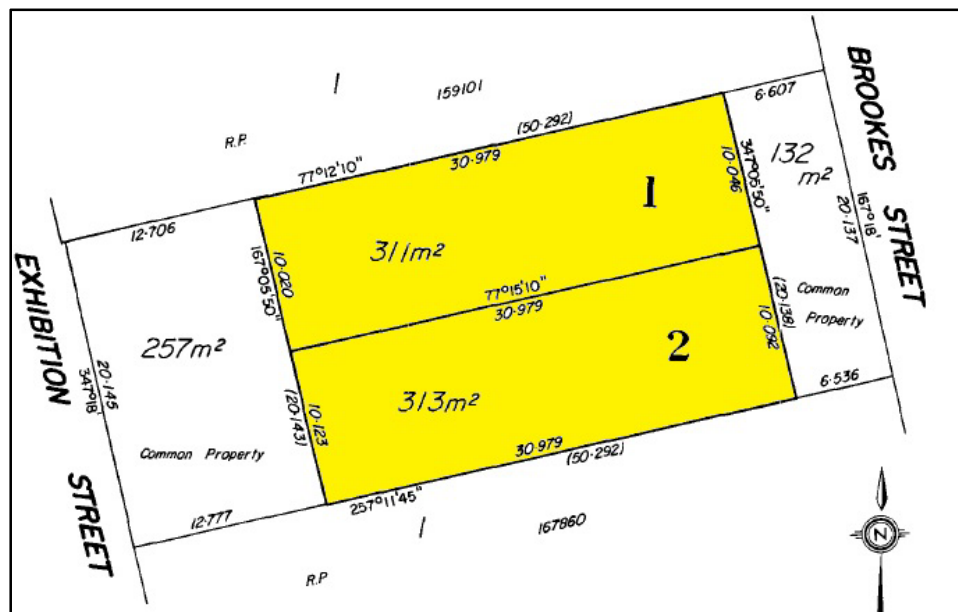 1
159101
R.P.
BROOKES STREET
6·607
(50·292)
77°12'10"
30·979
132 m²
347°05'50"
10·046
1
12·706
167°18'
20·137
10·020
167°05'50"
311m²
77°15'10"
30·979
EXHIBITION STREET
Common Property
(20·138)
10·092
257m²
2
20·145
347°18'
313m²
10·123
(20·143)
6·536
Common Property
30·979
(50·292)
257°11'45"
12·777
1
167860
R.P
N